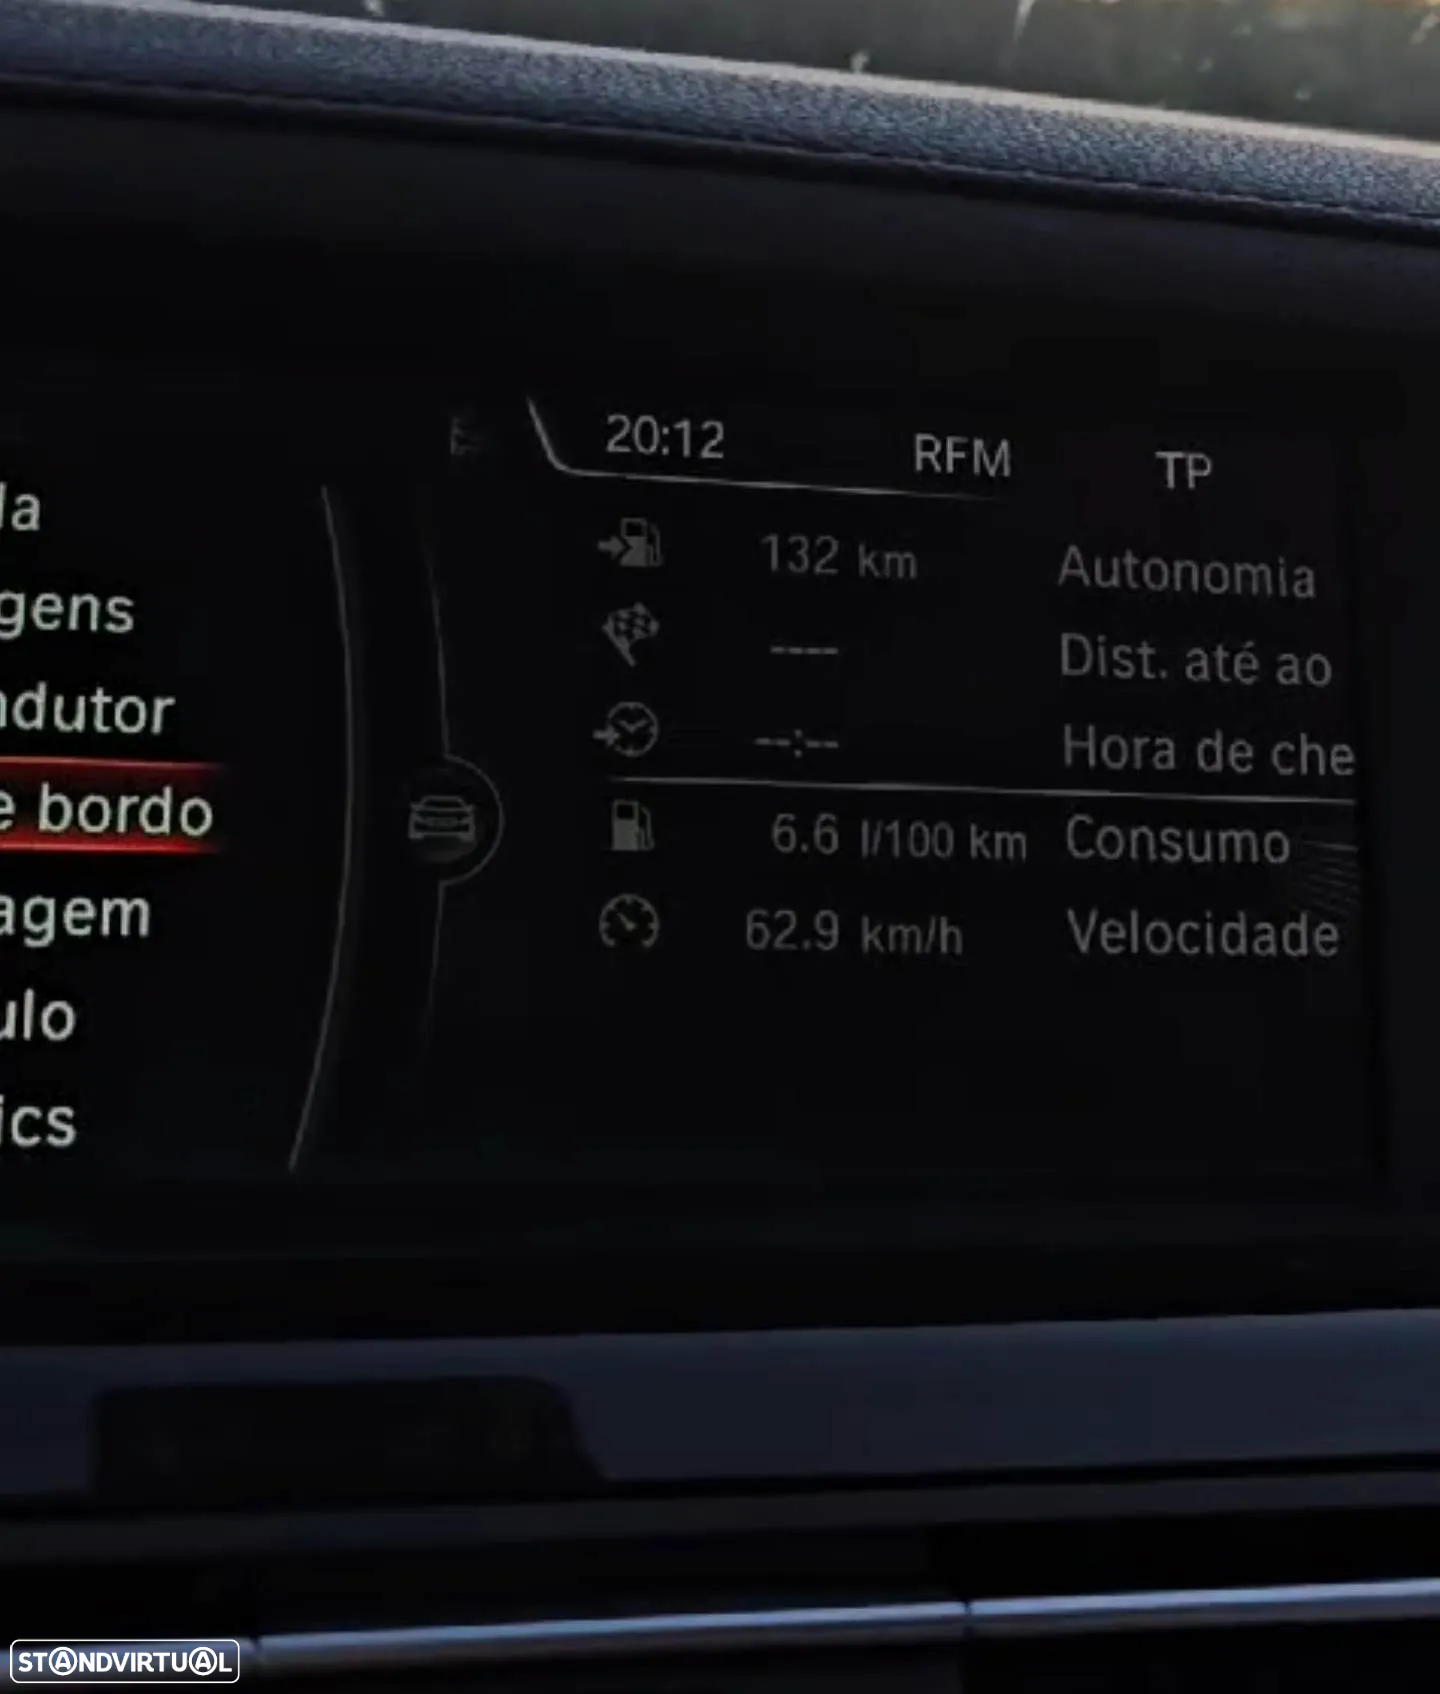 20:12 RFM TP
la
gens
ndutor
e bordo
agem
ulo
ics
132 km Autonomia
---- Dist. até ao
--:-- Hora de che
6.6 l/100 km Consumo
62.9 km/h Velocidade
STANDVIRTUAL